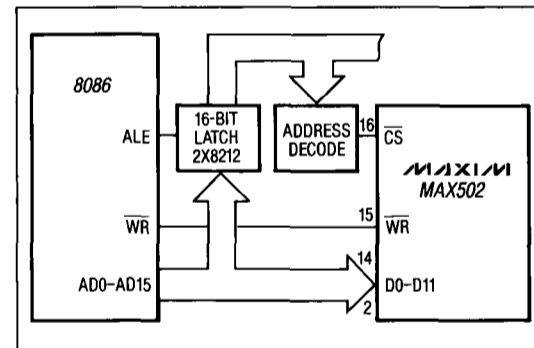 8086
ALE
WR
AD0-AD15
16-BIT
LATCH
2X8212
ADDRESS
DECODE
16
CS
MAXIM
MAX502
15
WR
14
D0-D11
2